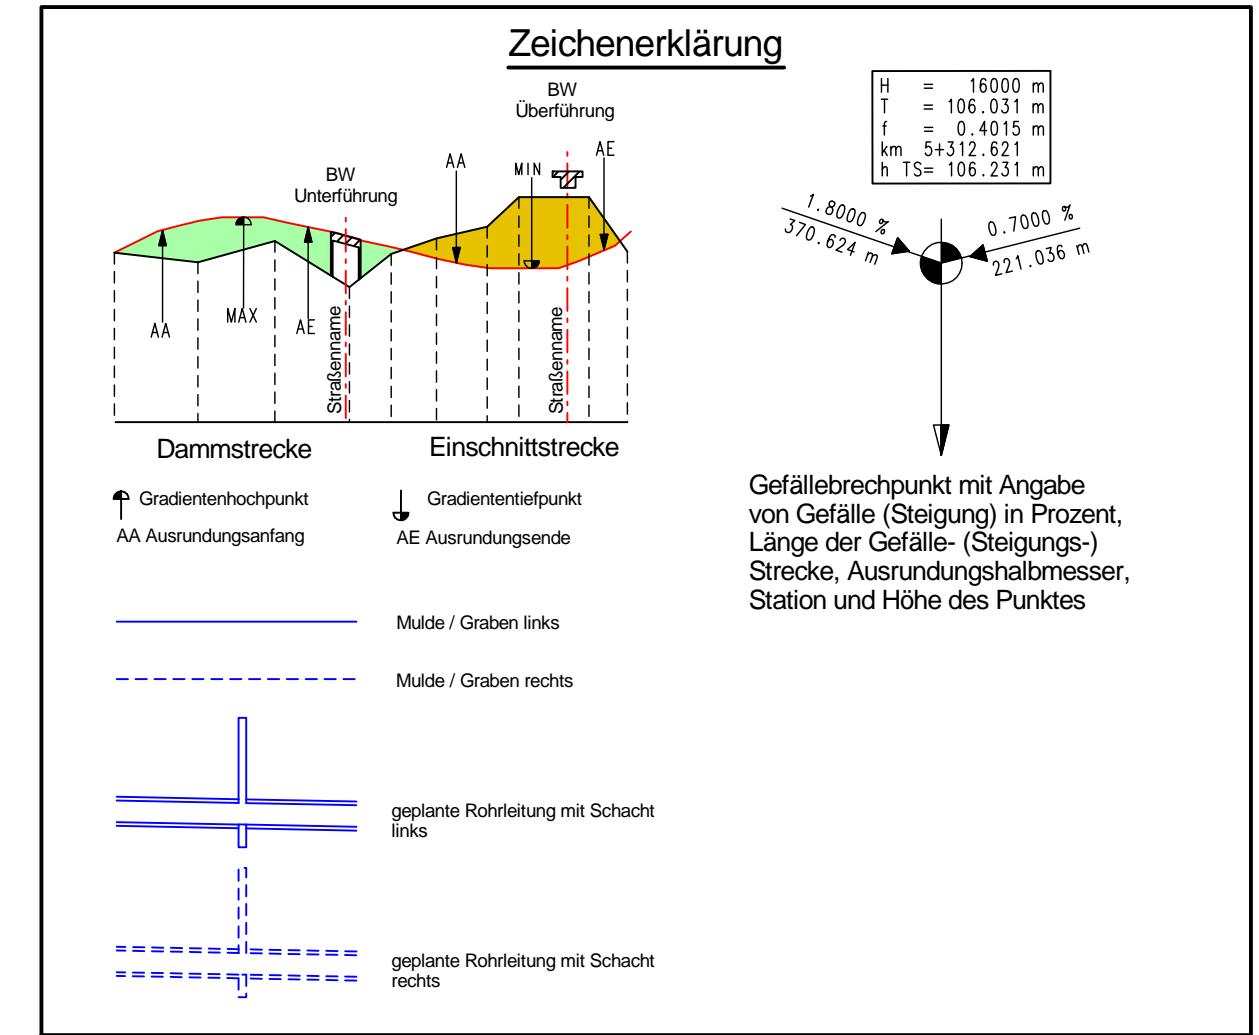 Zeichenerklärung
BW
Überführung
BW
Unterführung
AA
MIN
AE
AA
MAX
AE
Straßenname
Straßenname
Dammstrecke
Einschnittstrecke
Gradientenhochpunkt
Gradiententiefpunkt
AA Ausrundungsanfang
AE Ausrundungsende
Mulde / Graben links
Mulde / Graben rechts
geplante Rohrleitung mit Schacht
links
geplante Rohrleitung mit Schacht
rechts
H = 16000 m
T = 106.031 m
f = 0.4015 m
km 5+312.621
h TS= 106.231 m
1.8000 %
370.624 m
0.7000 %
221.036 m
Gefällebrechpunkt mit Angabe
von Gefälle (Steigung) in Prozent,
Länge der Gefälle- (Steigungs-)
Strecke, Ausrundungshalbmesser,
Station und Höhe des Punktes